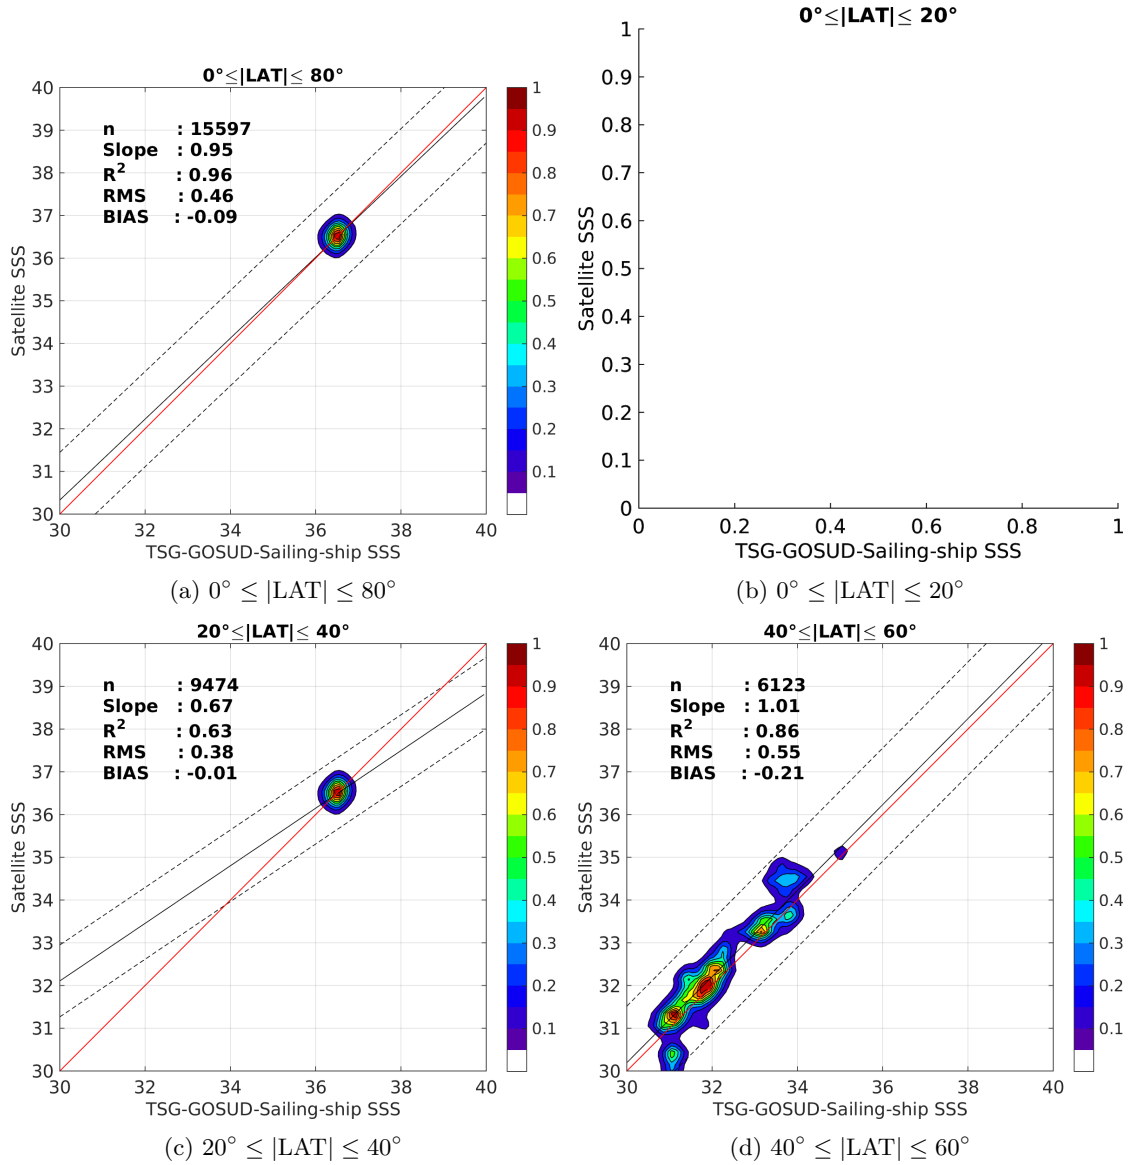 0°≤|LAT|≤ 80°
40
39
38
37
36
35
34
33
32
31
30
Satellite SSS
n : 15597
Slope : 0.95
R² : 0.96
RMS : 0.46
BIAS : -0.09
30 32 34 36 38 40
TSG-GOSUD-Sailing-ship SSS
1
0.9
0.8
0.7
0.6
0.5
0.4
0.3
0.2
0.1
(a) 0° ≤ |LAT| ≤ 80°
0°≤|LAT|≤ 20°
1
0.9
0.8
0.7
0.6
0.5
0.4
0.3
0.2
0.1
0
Satellite SSS
0 0.2 0.4 0.6 0.8 1
TSG-GOSUD-Sailing-ship SSS
(b) 0° ≤ |LAT| ≤ 20°
20°≤|LAT|≤ 40°
40
39
38
37
36
35
34
33
32
31
30
Satellite SSS
n : 9474
Slope : 0.67
R² : 0.63
RMS : 0.38
BIAS : -0.01
30 32 34 36 38 40
TSG-GOSUD-Sailing-ship SSS
1
0.9
0.8
0.7
0.6
0.5
0.4
0.3
0.2
0.1
(c) 20° ≤ |LAT| ≤ 40°
40°≤|LAT|≤ 60°
40
39
38
37
36
35
34
33
32
31
30
Satellite SSS
n : 6123
Slope : 1.01
R² : 0.86
RMS : 0.55
BIAS : -0.21
30 32 34 36 38 40
TSG-GOSUD-Sailing-ship SSS
1
0.9
0.8
0.7
0.6
0.5
0.4
0.3
0.2
0.1
(d) 40° ≤ |LAT| ≤ 60°